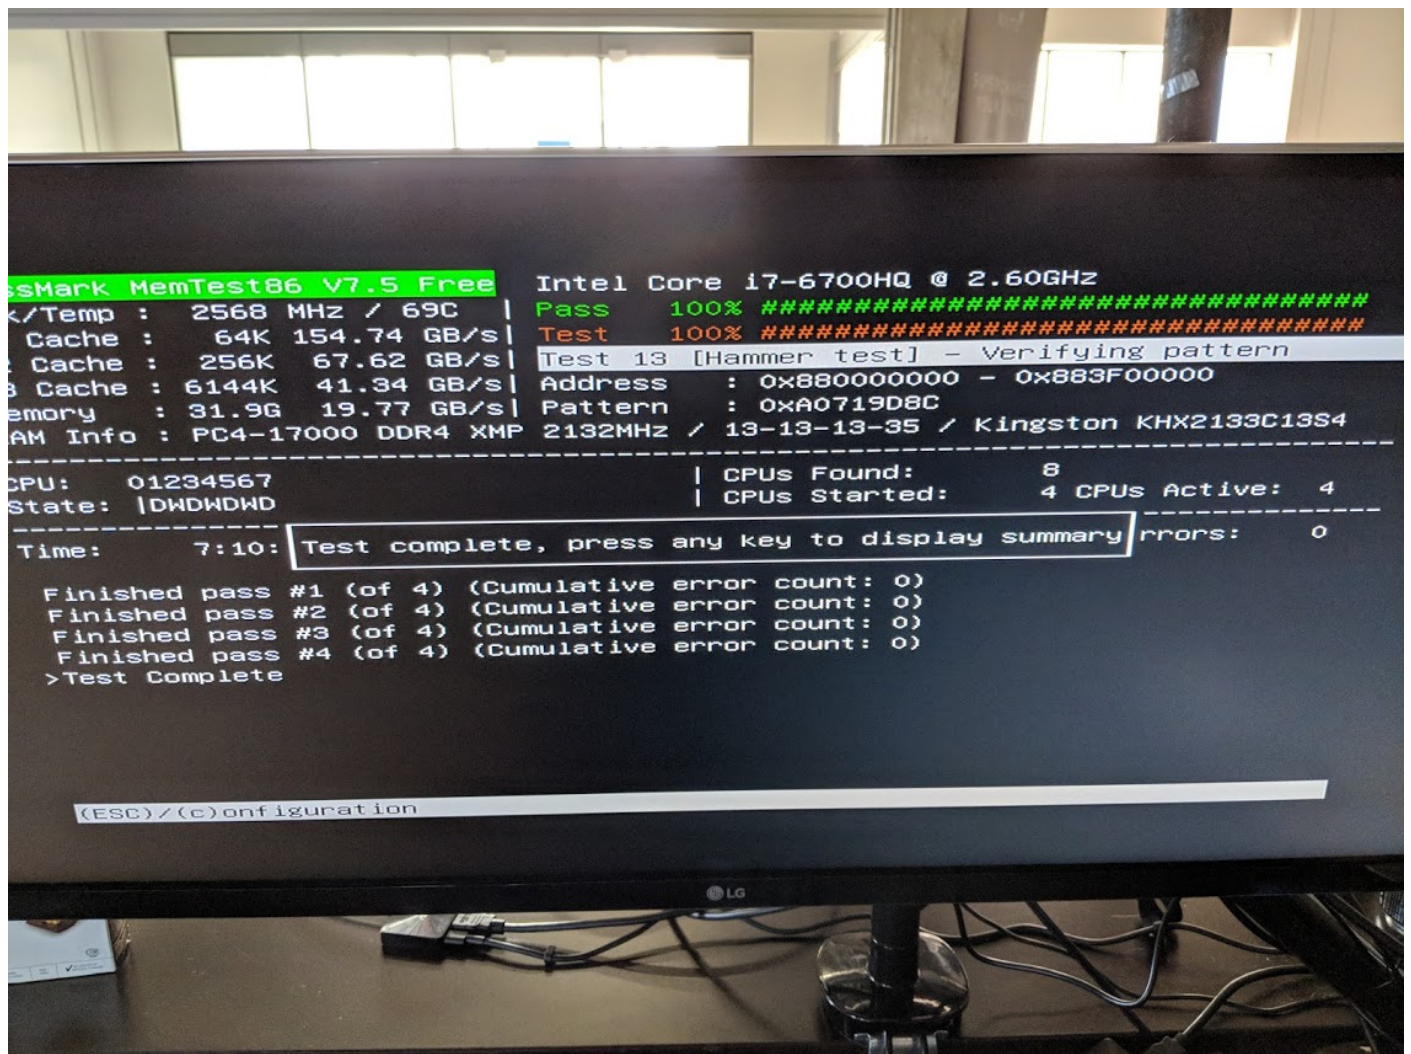 ssMark MemTest86 V7.5 Free
Intel Core i7-6700HQ @ 2.60GHz
k/Temp : 2568 MHz / 69C | Pass 100% #################################
Cache : 64K 154.74 GB/s| Test 100% #################################
Cache : 256K 67.62 GB/s| Test 13 [Hammer test] - Verifying pattern
3 Cache : 6144K 41.34 GB/s| Address : 0x880000000 - 0x883F00000
emory : 31.9G 19.77 GB/s| Pattern : 0xA0719D8C
AM Info : PC4-17000 DDR4 XMP 2132MHz / 13-13-13-35 / Kingston KHX2133C13S4
CPU: 01234567 | CPUs Found: 8
State: |DWDWDWD | CPUs Started: 4 CPUs Active: 4
Time: 7:10: Test complete, press any key to display summary rrors: 0
Finished pass #1 (of 4) (Cumulative error count: 0)
Finished pass #2 (of 4) (Cumulative error count: 0)
Finished pass #3 (of 4) (Cumulative error count: 0)
Finished pass #4 (of 4) (Cumulative error count: 0)
>Test Complete
(ESC)/(c)onfiguration
LG